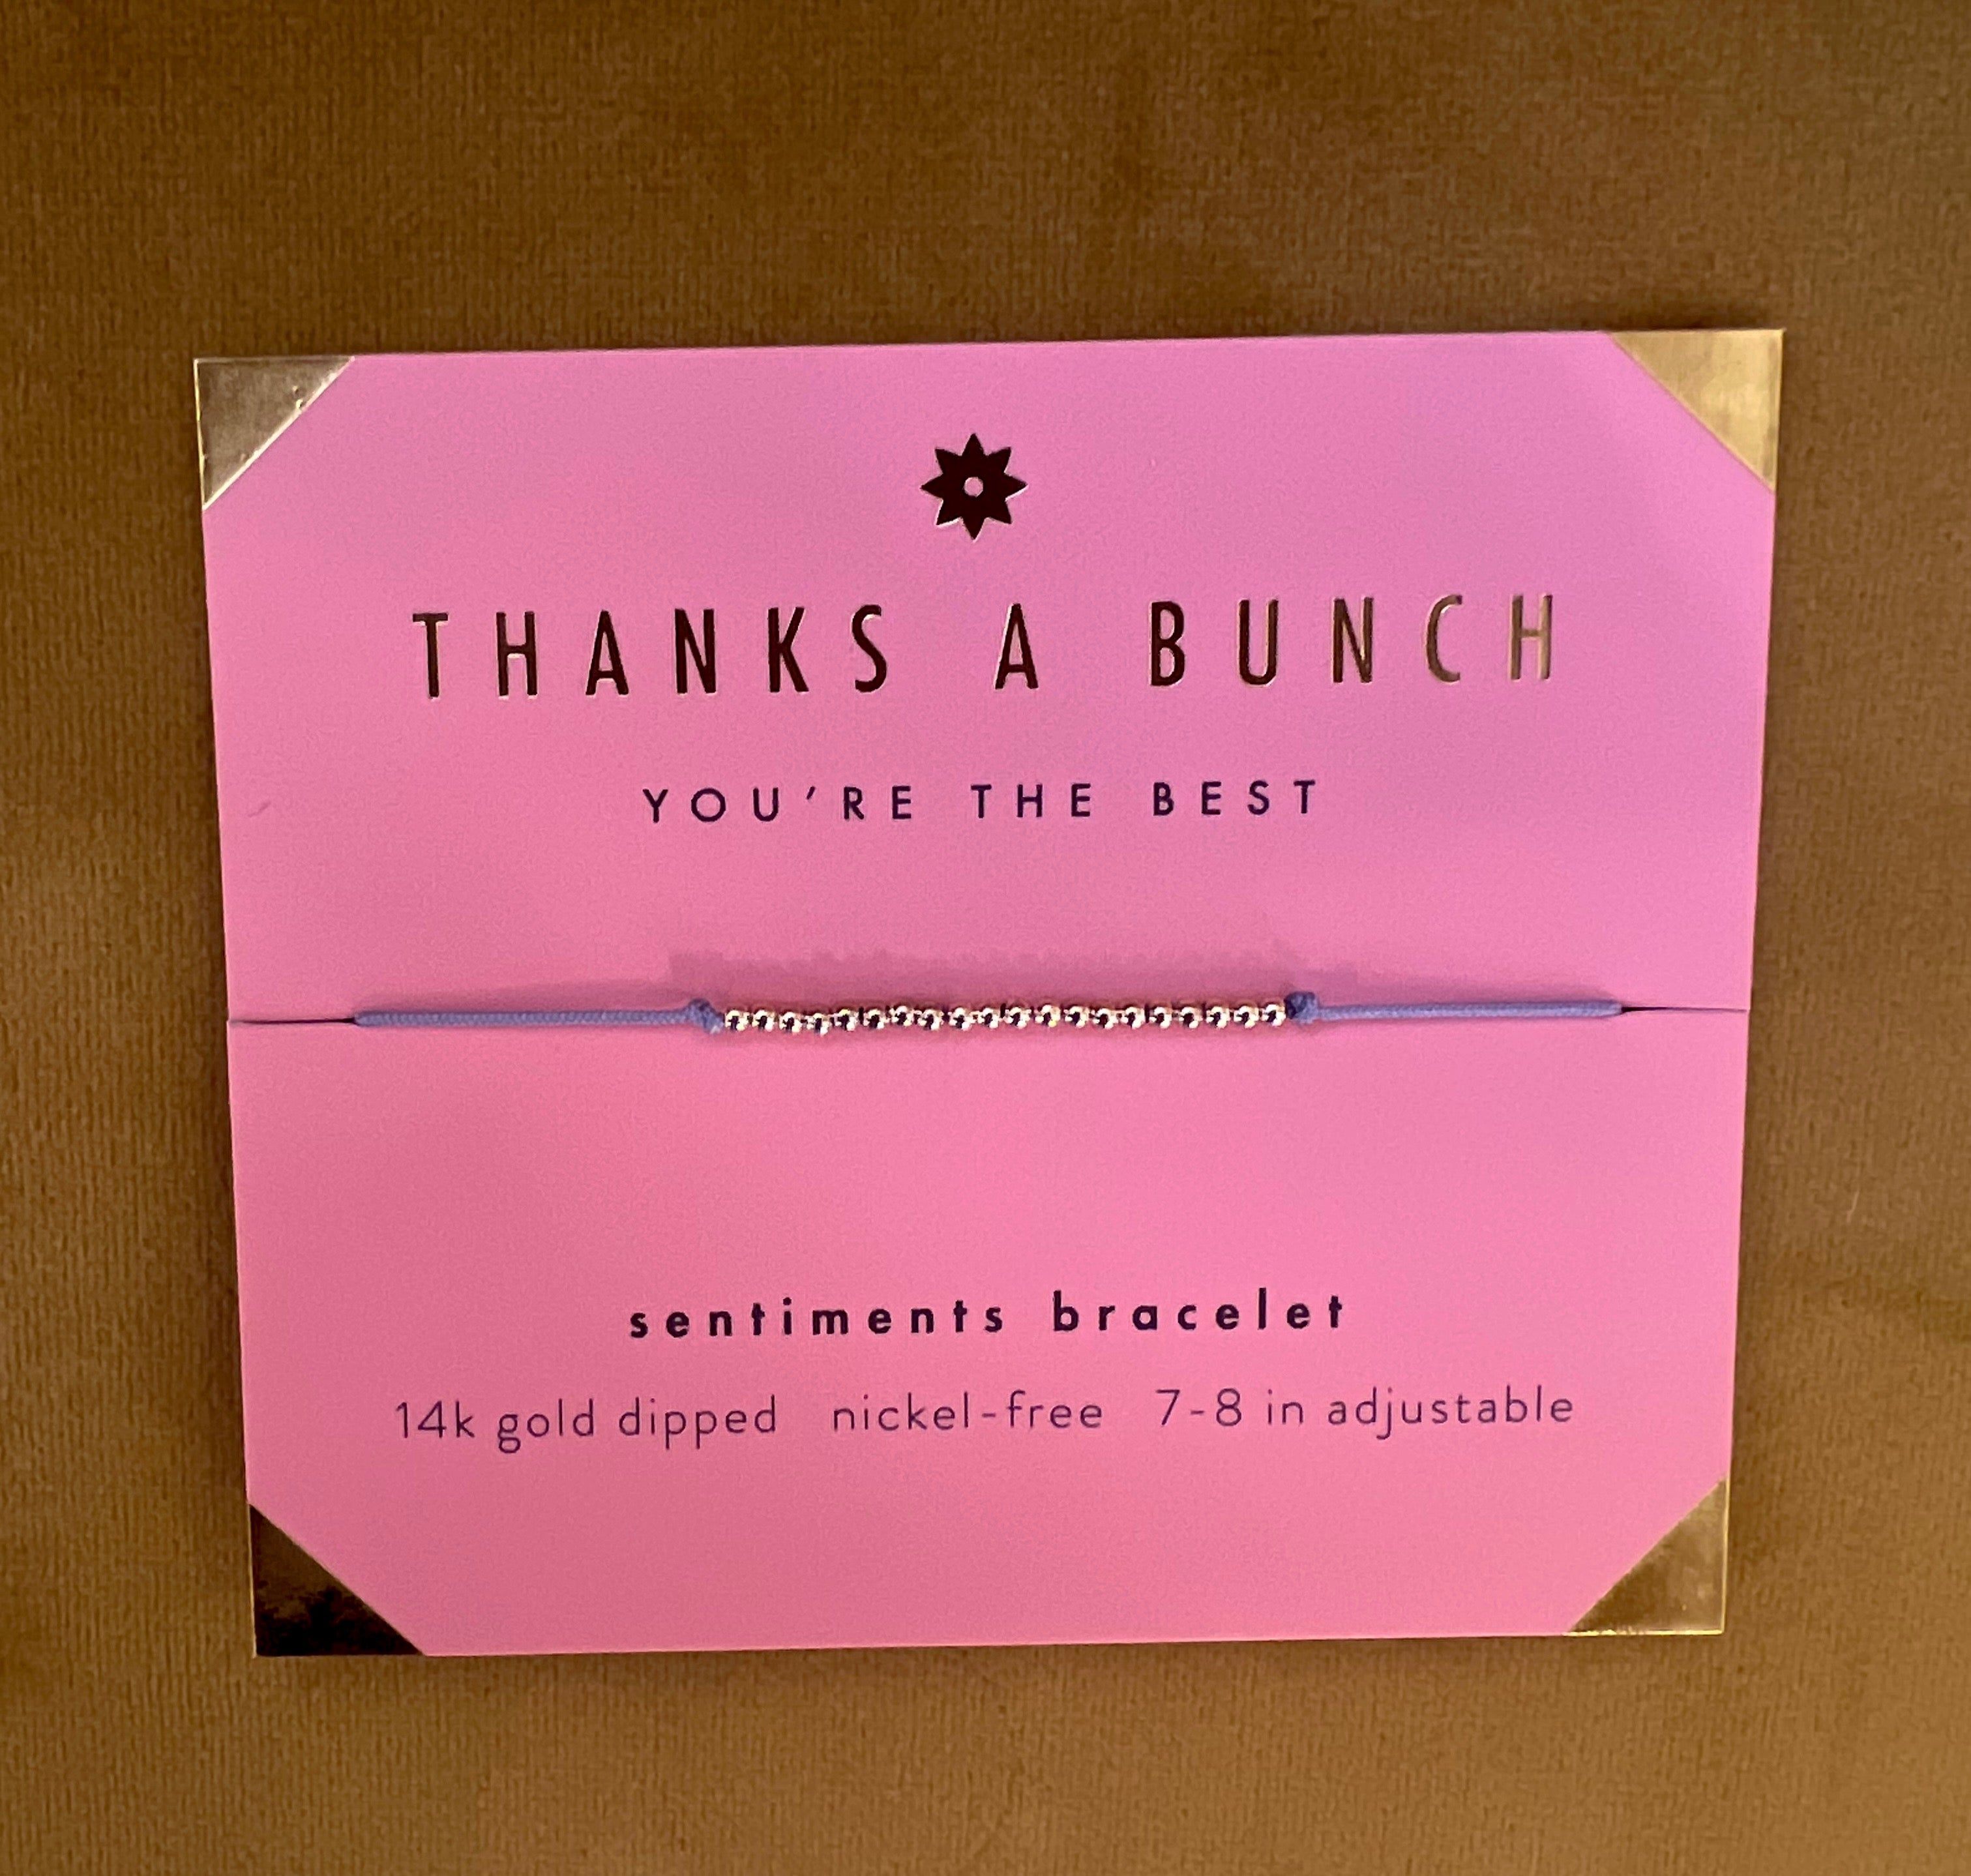 THANKS A BUNCH
YOU'RE THE BEST
sentiments bracelet
14k gold dipped nickel-free 7-8 in adjustable